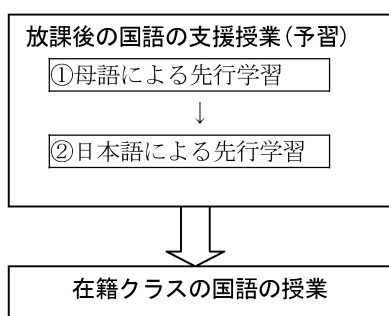 放課後の国語の支援授業(予習)
①母語による先行学習
↓
②日本語による先行学習
在籍クラスの国語の授業